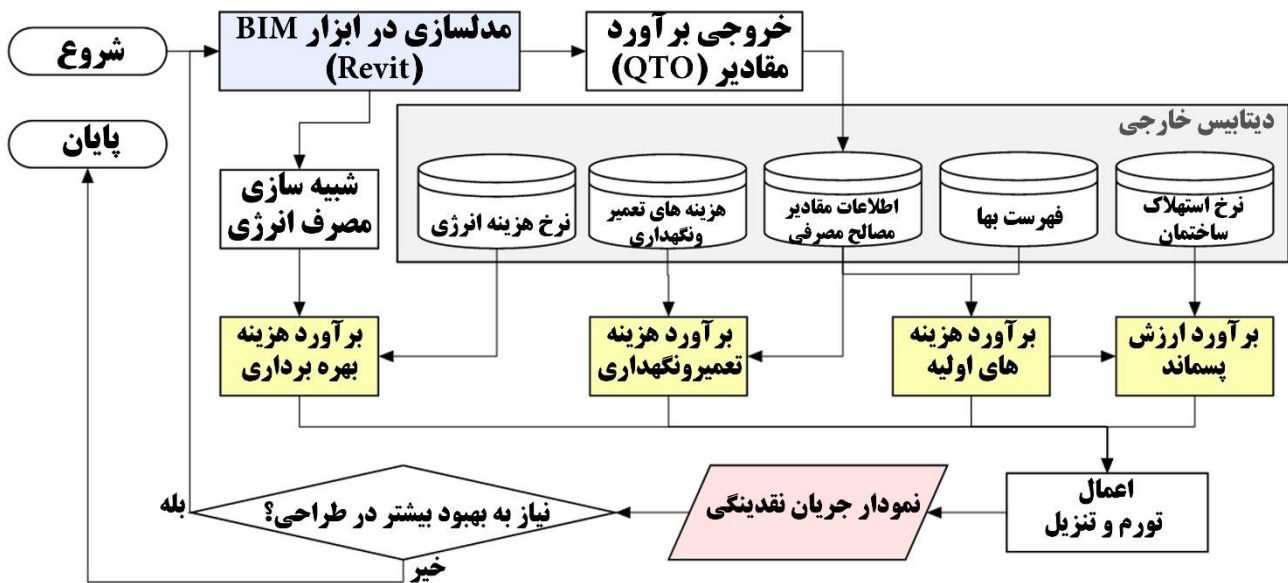 شروع
مدلسازی در ابزار BIM
(Revit)
خروجی برآورد
مقادیر (QTO)
پایان
دیتابیس خارجی
شبیه سازی
مصرف انرژی
نرخ هزینه انرژی
هزینه های تعمیر
ونگهداری
اطلاعات مقادیر
مصالح مصرفی
فهرست بها
نرخ استهلاک
ساختمان
برآورد هزینه
بهره برداری
برآورد هزینه
تعمیرونگهداری
برآورد هزینه
های اولیه
برآورد ارزش
پسماند
اعمال
تورم و تنزیل
نمودار جریان نقدینگی
نیاز به بهبود بیشتر در طراحی؟
بله
خیر